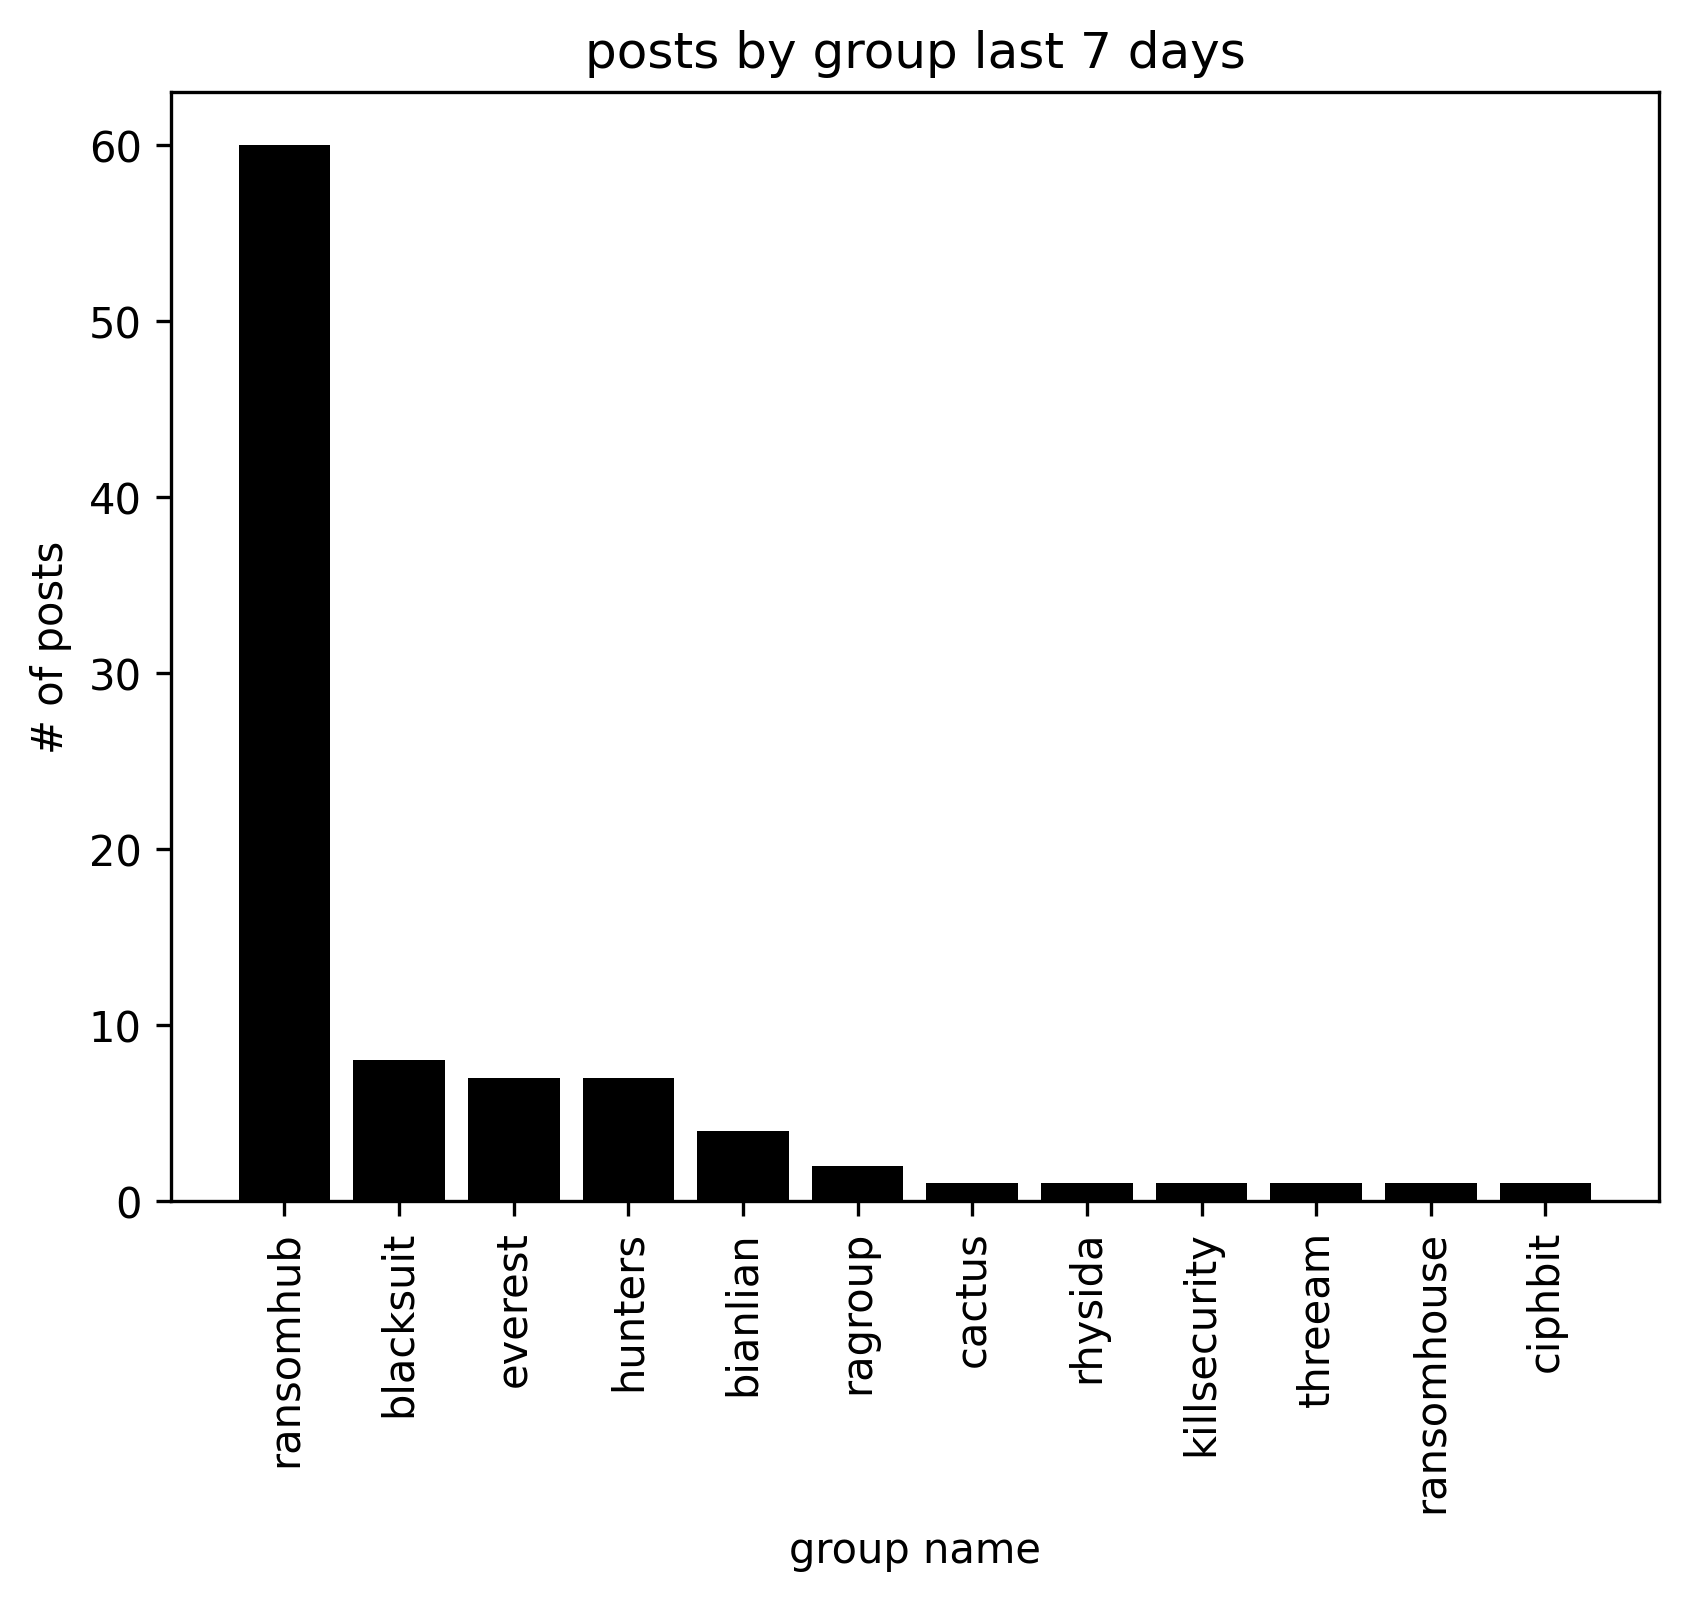 posts by group last 7 days
# of posts
60
50
40
30
20
10
0
ransomhub
blacksuit
everest
hunters
bianlian
ragroup
cactus
rhysida
killsecurity
threeam
ransomhouse
ciphbit
group name